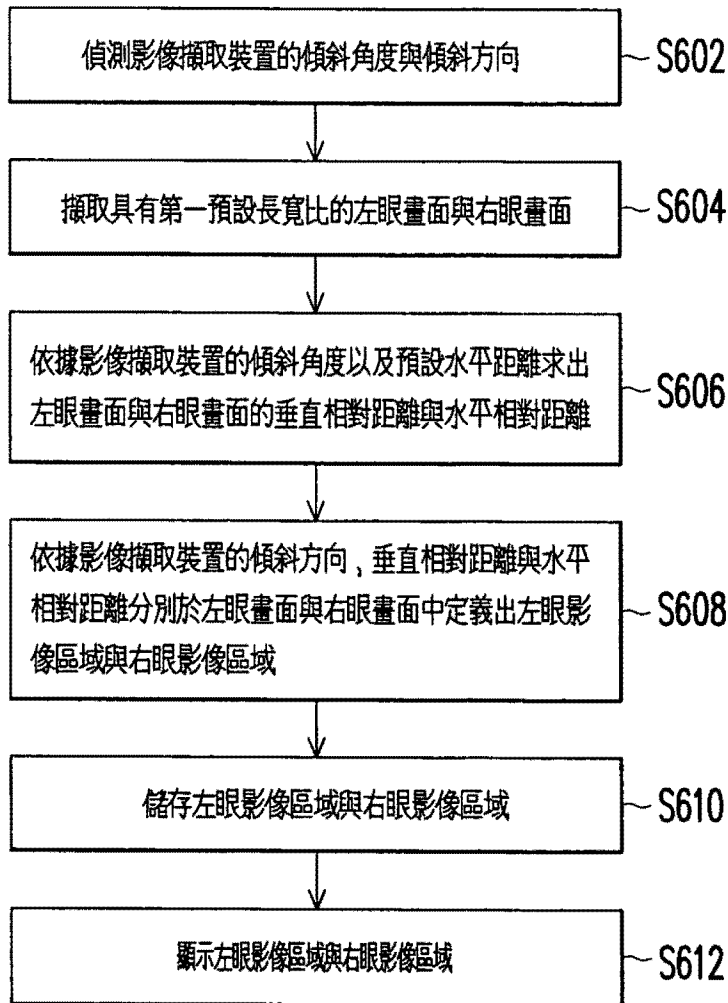 偵測影像擷取裝置的傾斜角度與傾斜方向
S602
擷取具有第一預設長寬比的左眼畫面與右眼畫面
S604
依據影像擷取裝置的傾斜角度以及預設水平距離求出
左眼畫面與右眼畫面的垂直相對距離與水平相對距離
S606
依據影像擷取裝置的傾斜方向、垂直相對距離與水平
相對距離分別於左眼畫面與右眼畫面中定義出左眼影
像區域與右眼影像區域
S608
儲存左眼影像區域與右眼影像區域
S610
顯示左眼影像區域與右眼影像區域
S612